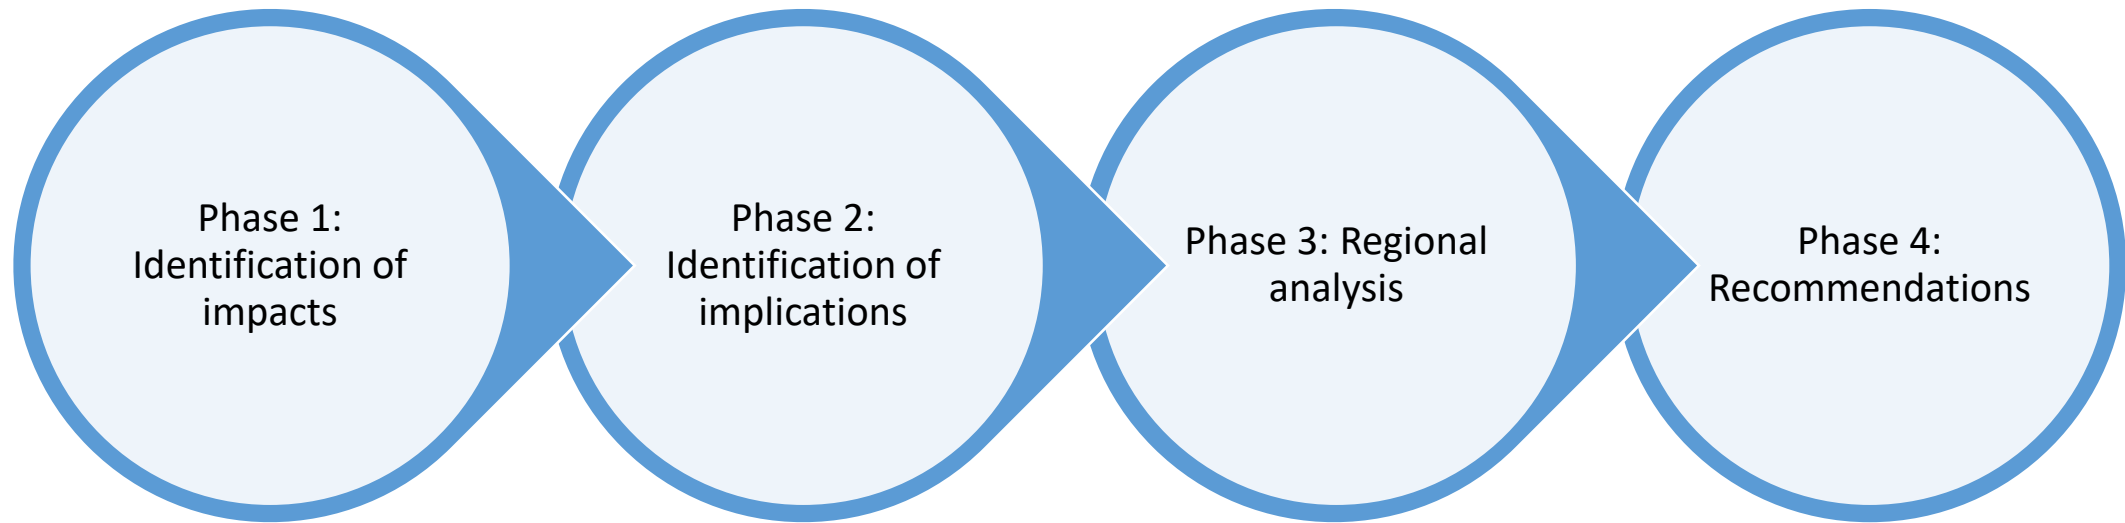 Phase 1:
Identification of
impacts
Phase 2:
Identification of
implications
Phase 3: Regional
analysis
Phase 4:
Recommendations